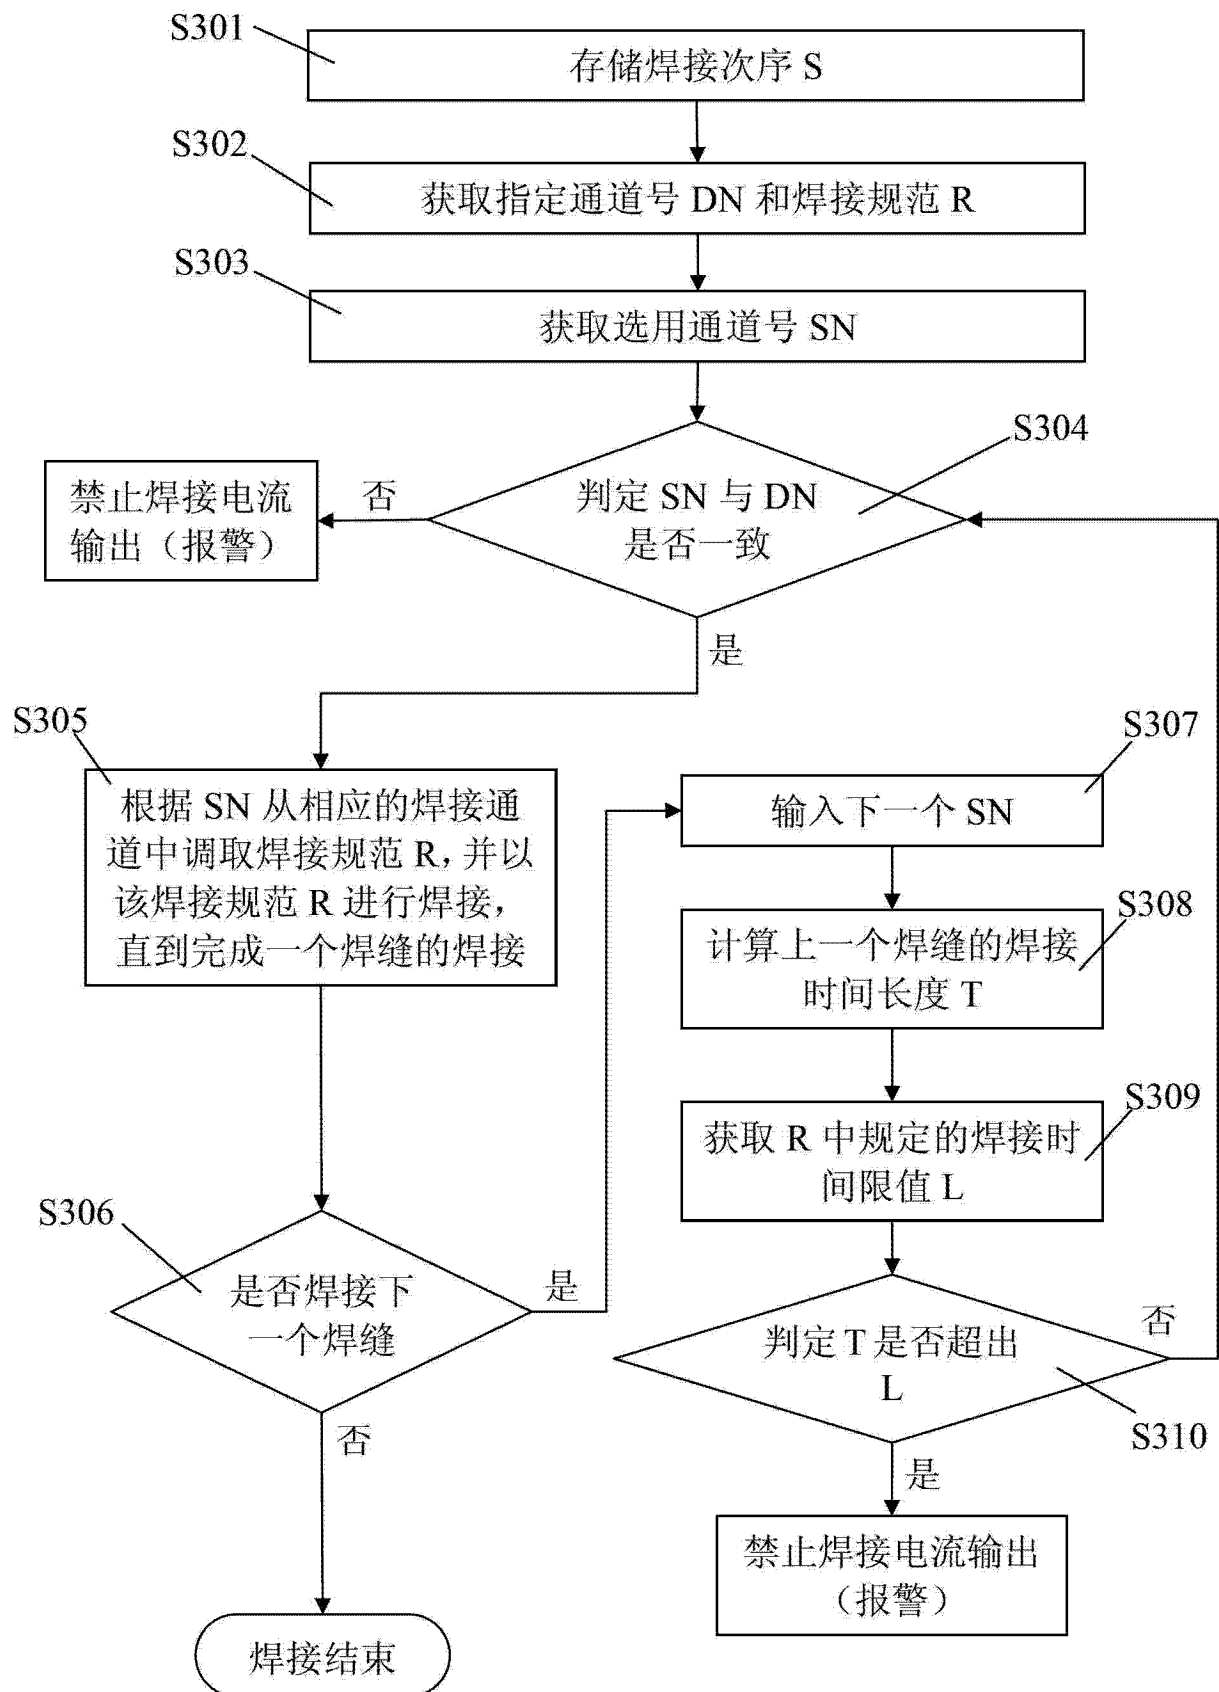 S301
存储焊接次序 S
S302
获取指定通道号 DN 和焊接规范 R
S303
获取选用通道号 SN
S304
判定 SN 与 DN
是否一致
否
禁止焊接电流
输出（报警）
是
S305
根据 SN 从相应的焊接通
道中调取焊接规范 R，并以
该焊接规范 R 进行焊接，
直到完成一个焊缝的焊接
S306
是否焊接下
一个焊缝
是
否
焊接结束
S307
输入下一个 SN
S308
计算上一个焊缝的焊接
时间长度 T
S309
获取 R 中规定的焊接时
间限值 L
判定 T 是否超出
L
否
S310
是
禁止焊接电流输出
（报警）